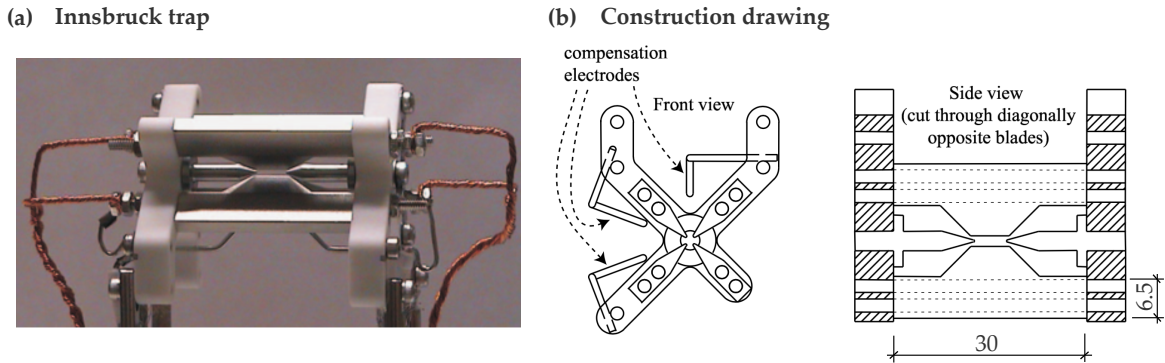 (a) Innsbruck trap
(b) Construction drawing
compensation
electrodes
Front view
Side view
(cut through diagonally
opposite blades)
6.5
30